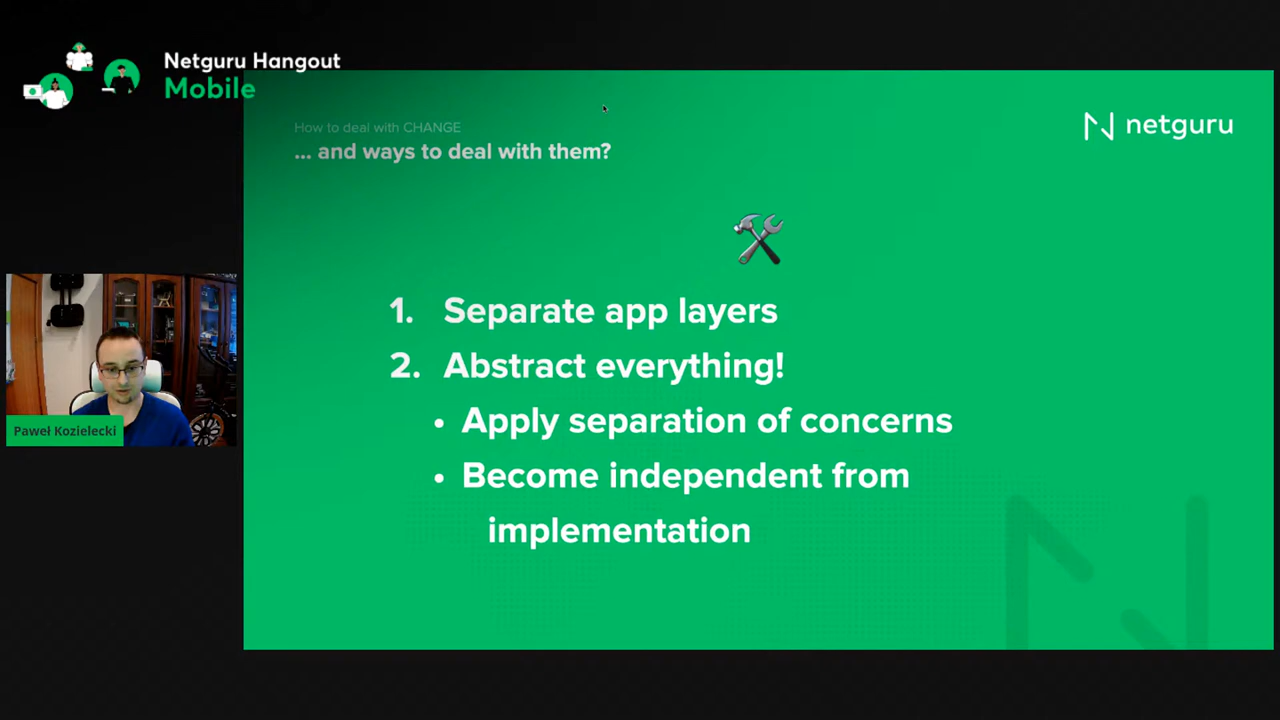 Netguru Hangout
Mobile
How to deal with CHANGE
... and ways to deal with them?
netguru
1. Separate app layers
2. Abstract everything!
• Apply separation of concerns
• Become independent from
implementation
Paweł Kozielecki